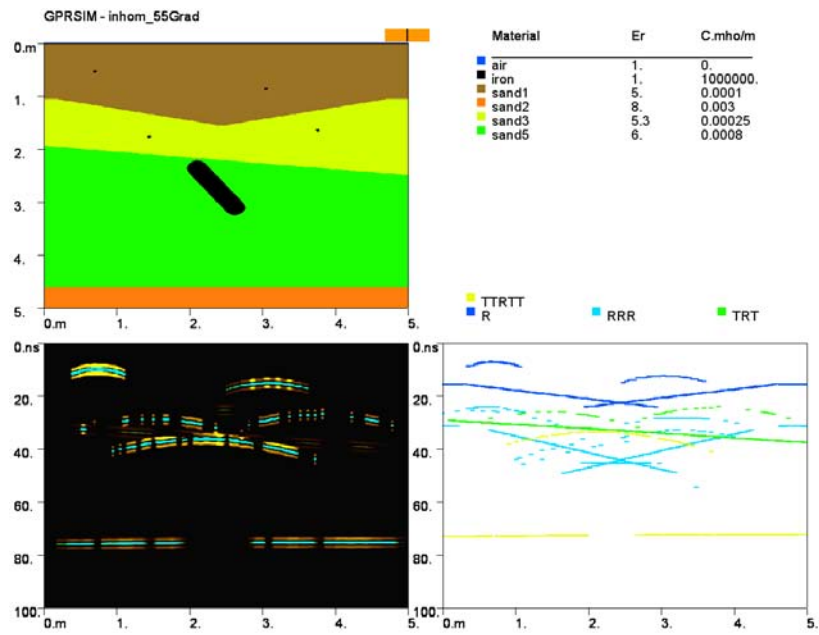 GPRSIM - inhom_55Grad
Material Er C.mho/m
air 1. 0.
iron 1. 1000000.
sand1 5. 0.0001
sand2 8. 0.003
sand3 5.3 0.00025
sand5 6. 0.0008
0.m
1.
2.
3.
4.
5.
0.m 1. 2. 3. 4. 5.
TTRTT
R RRR TRT
0.ns
20.
40.
60.
80.
100.
0.m 1. 2. 3. 4. 5.
0.ns
20.
40.
60.
80.
100.
0.m 1. 2. 3. 4. 5.